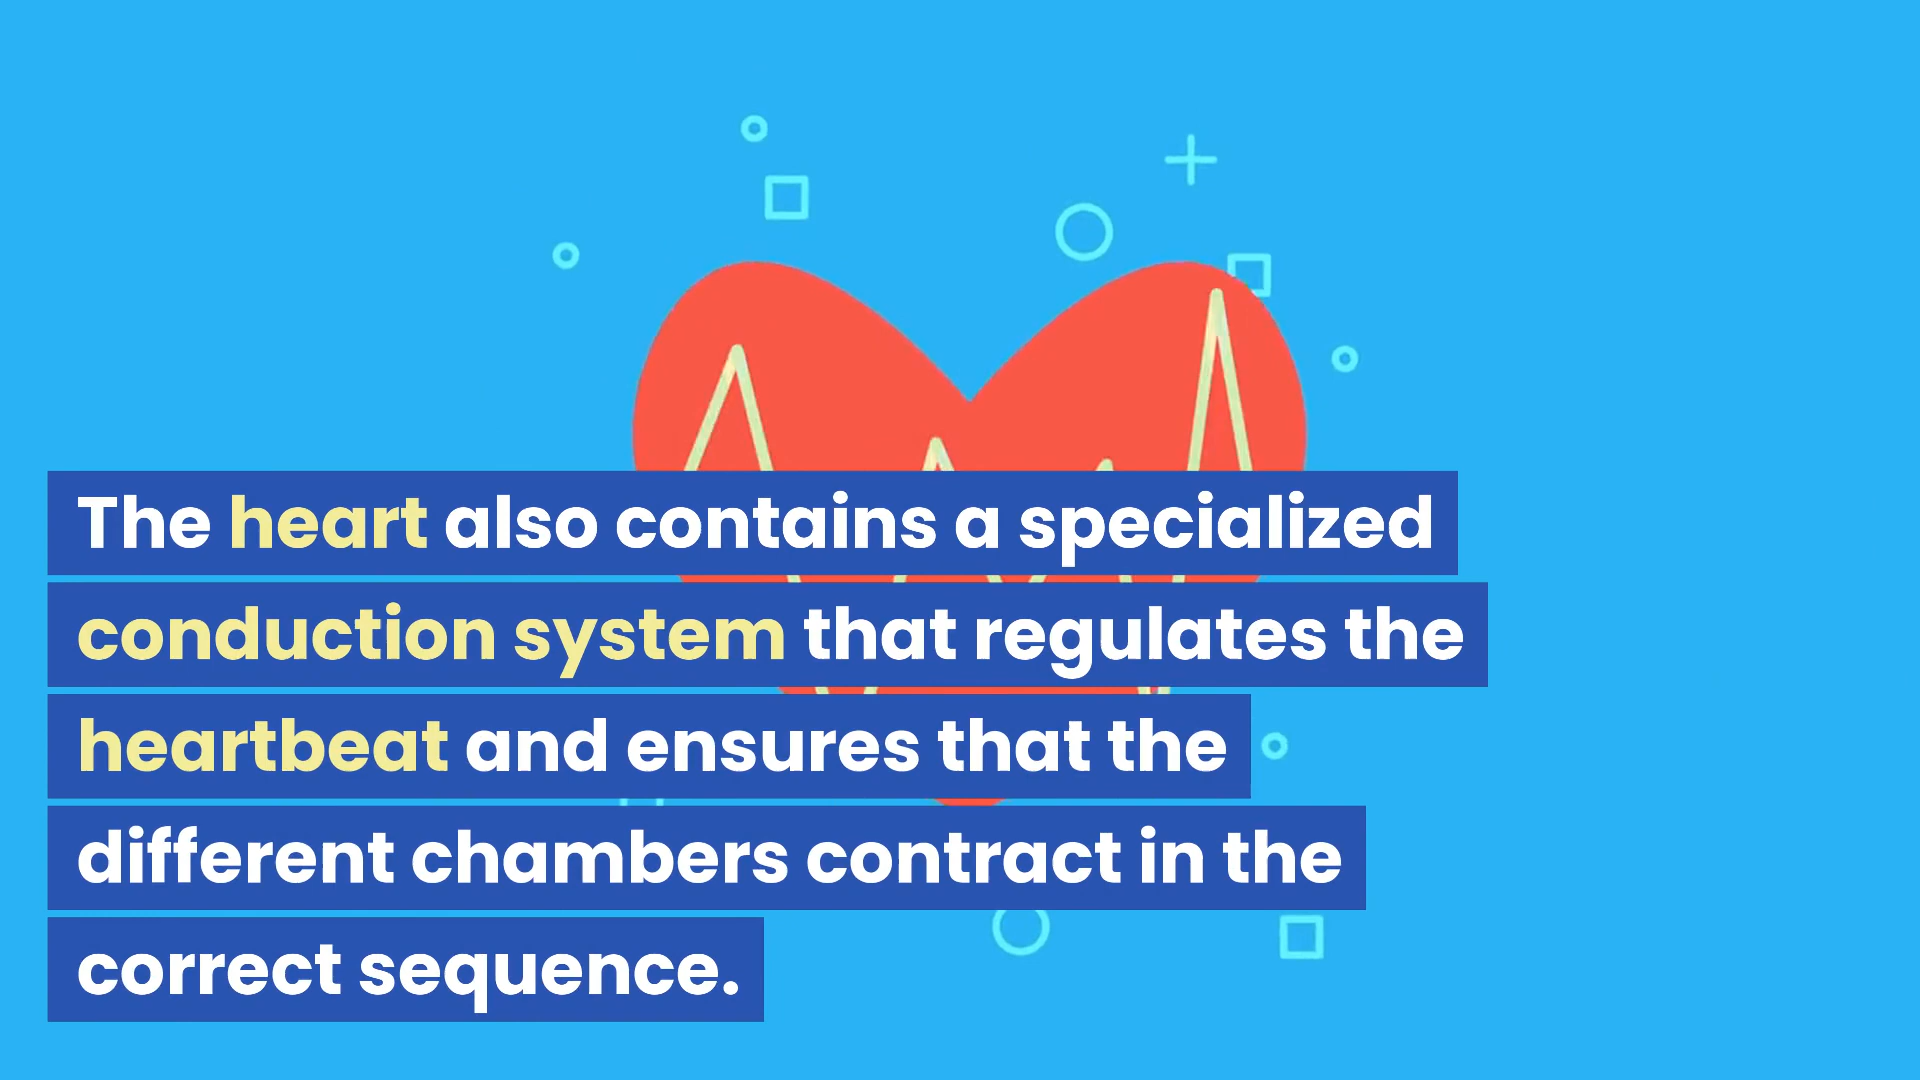 The heart also contains a specialized
conduction system that regulates the
heartbeat and ensures that the
different chambers contract in the
correct sequence.